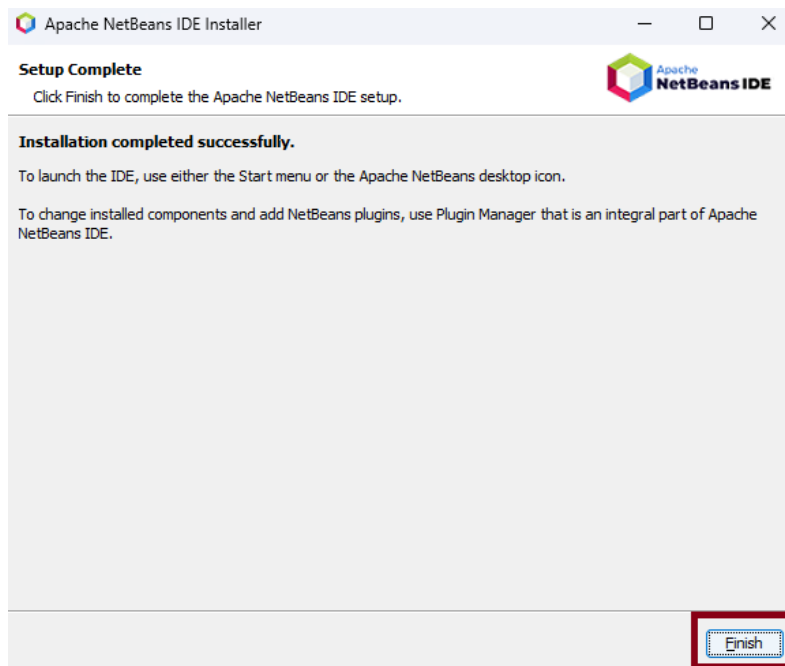 Apache NetBeans IDE Installer
Setup Complete
Click Finish to complete the Apache NetBeans IDE setup.
Apache
NetBeans IDE
Installation completed successfully.
To launch the IDE, use either the Start menu or the Apache NetBeans desktop icon.
To change installed components and add NetBeans plugins, use Plugin Manager that is an integral part of Apache
NetBeans IDE.
Finish